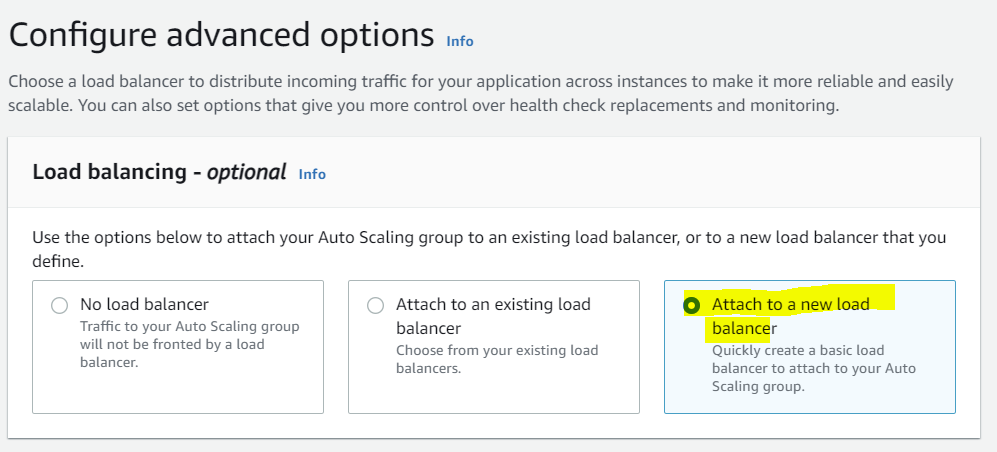 Configure advanced options Info
Choose a load balancer to distribute incoming traffic for your application across instances to make it more reliable and easily
scalable. You can also set options that give you more control over health check replacements and monitoring.
Load balancing - optional Info
Use the options below to attach your Auto Scaling group to an existing load balancer, or to a new load balancer that you
define.
No load balancer
Traffic to your Auto Scaling group
will not be fronted by a load
balancer.
Attach to an existing load
balancer
Choose from your existing load
balancers.
Attach to a new load
balancer
Quickly create a basic load
balancer to attach to your Auto
Scaling group.